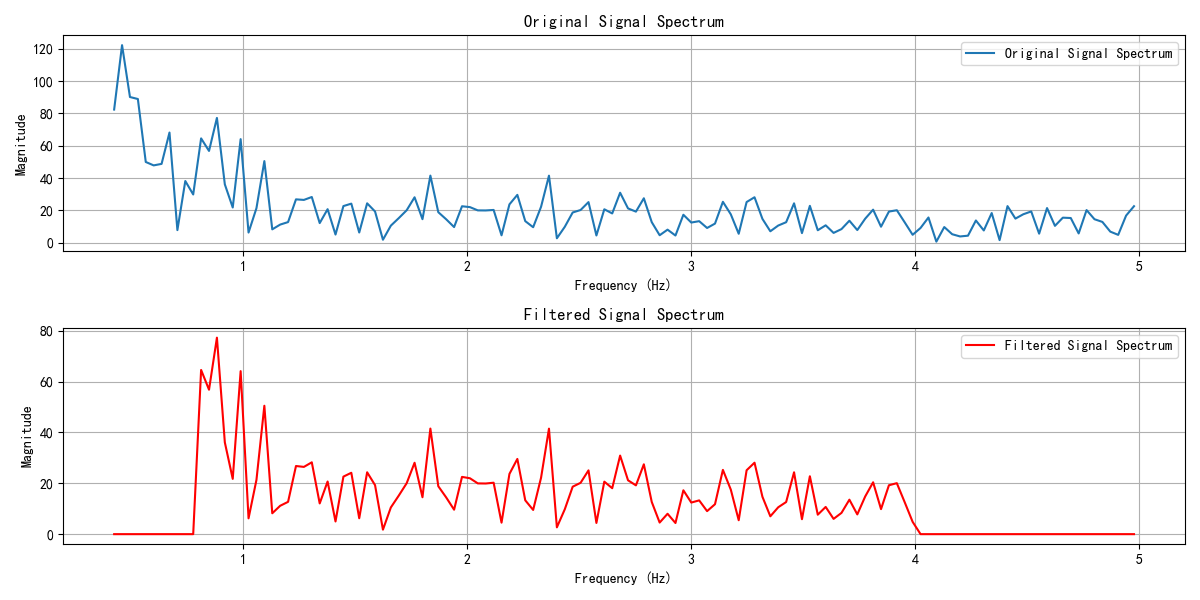 Original Signal Spectrum
Original Signal Spectrum
120
100
80
60
40
20
0
Magnitude
1 2 3 4 5
Frequency (Hz)
Filtered Signal Spectrum
Filtered Signal Spectrum
80
60
40
20
0
Magnitude
1 2 3 4 5
Frequency (Hz)